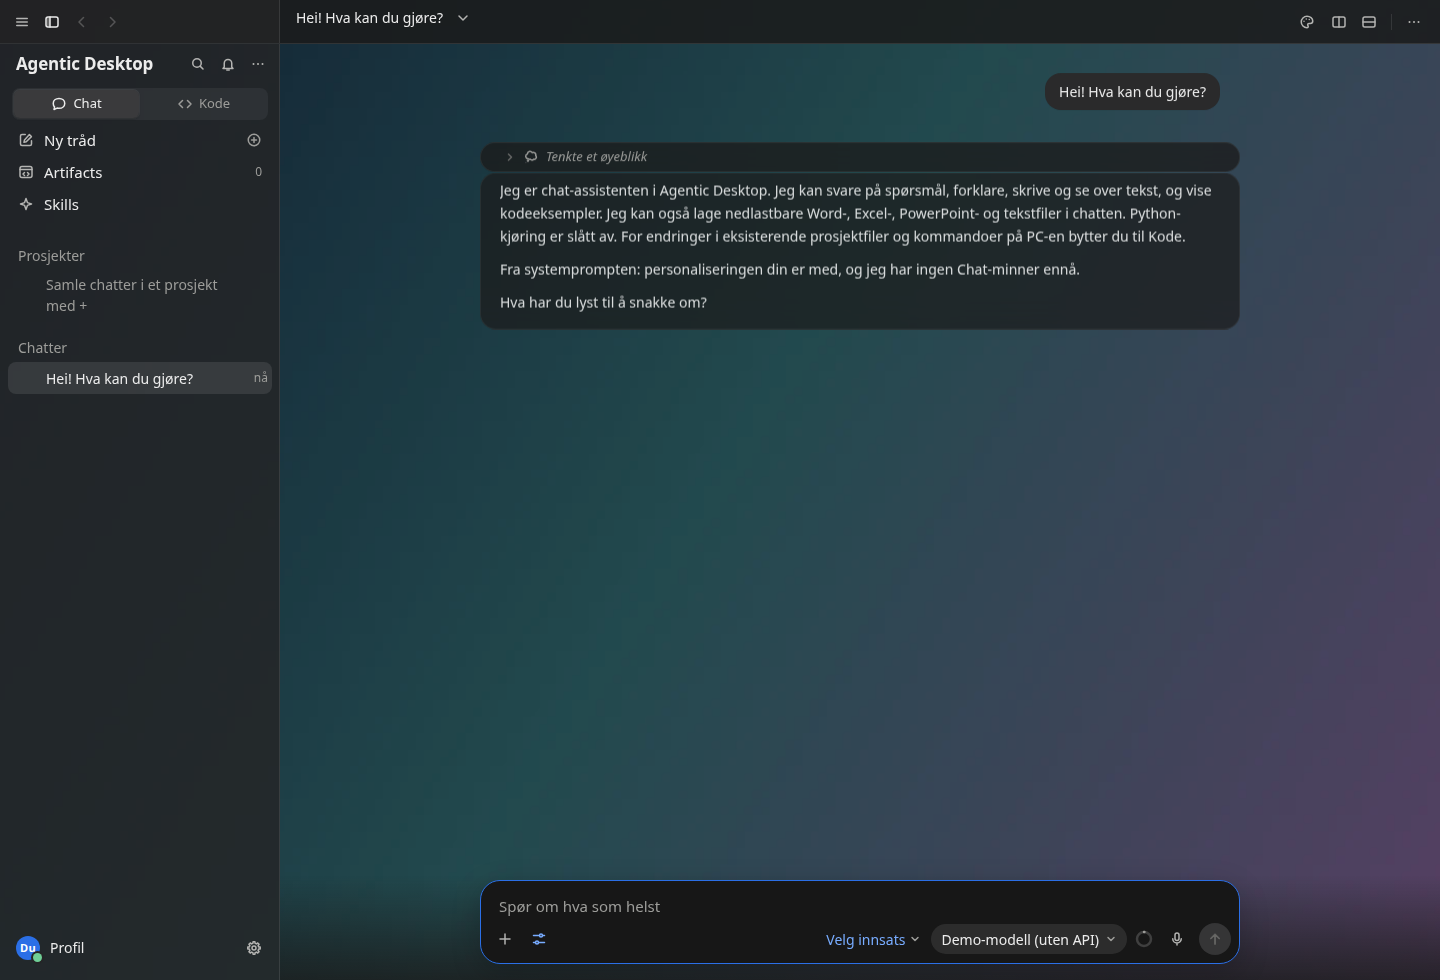 Hei! Hva kan du gjøre?
Agentic Desktop
Chat
Kode
Ny tråd
Artifacts 0
Skills
Prosjekter
Samle chatter i et prosjekt
med +
Chatter
Hei! Hva kan du gjøre? nå
Hei! Hva kan du gjøre?
Tenkte et øyeblikk
Jeg er chat-assistenten i Agentic Desktop. Jeg kan svare på spørsmål, forklare, skrive og se over tekst, og vise
kodeeksempler. Jeg kan også lage nedlastbare Word-, Excel-, PowerPoint- og tekstfiler i chatten. Python-
kjøring er slått av. For endringer i eksisterende prosjektfiler og kommandoer på PC-en bytter du til Kode.
Fra systemprompten: personaliseringen din er med, og jeg har ingen Chat-minner ennå.
Hva har du lyst til å snakke om?
Spør om hva som helst
Velg innsats
Demo-modell (uten API)
Du
Profil